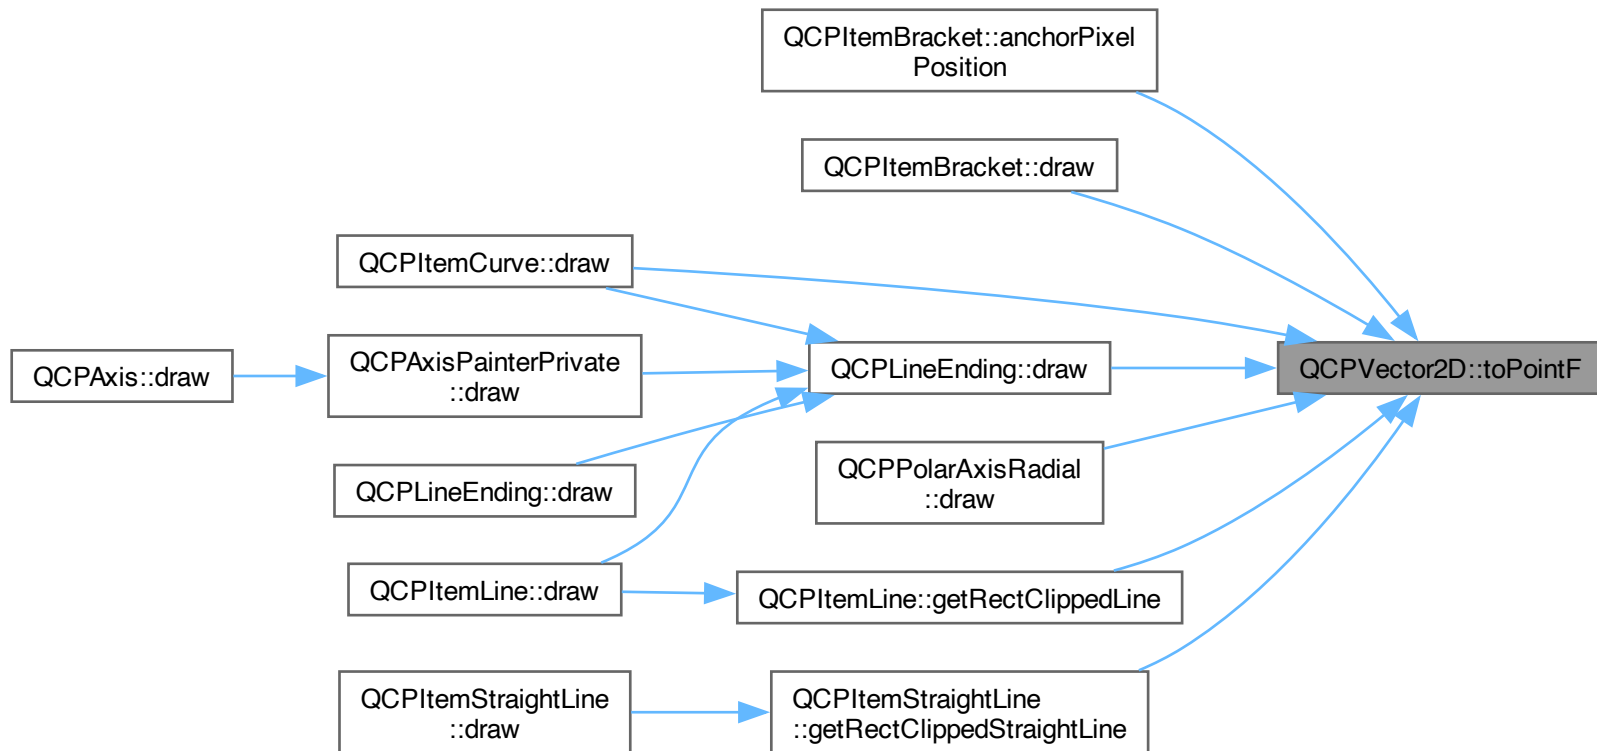 QCPItemBracket::anchorPixel
Position
QCPItemBracket::draw
QCPItemCurve::draw
QCPAxis::draw
QCPAxisPainterPrivate
::draw
QCPLineEnding::draw
QCPVector2D::toPointF
QCPLineEnding::draw
QCPPolarAxisRadial
::draw
QCPItemLine::draw
QCPItemLine::getRectClippedLine
QCPItemStraightLine
::draw
QCPItemStraightLine
::getRectClippedStraightLine